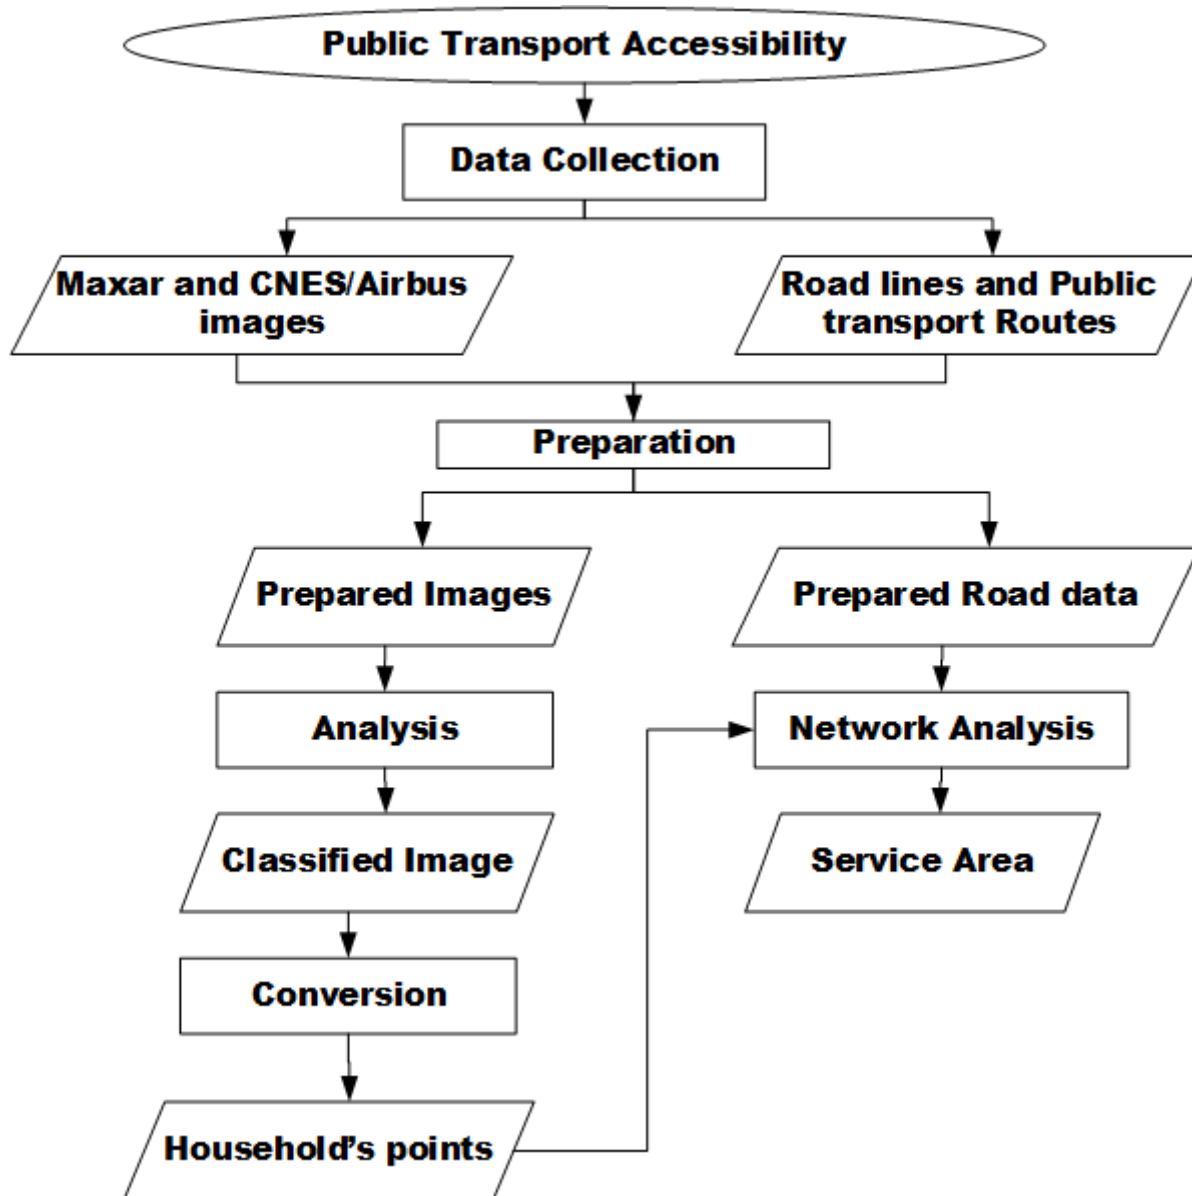 Public Transport Accessibility
Data Collection
Maxar and CNES/Airbus
images
Road lines and Public
transport Routes
Preparation
Prepared Images
Prepared Road data
Analysis
Network Analysis
Classified Image
Service Area
Conversion
Household’s points